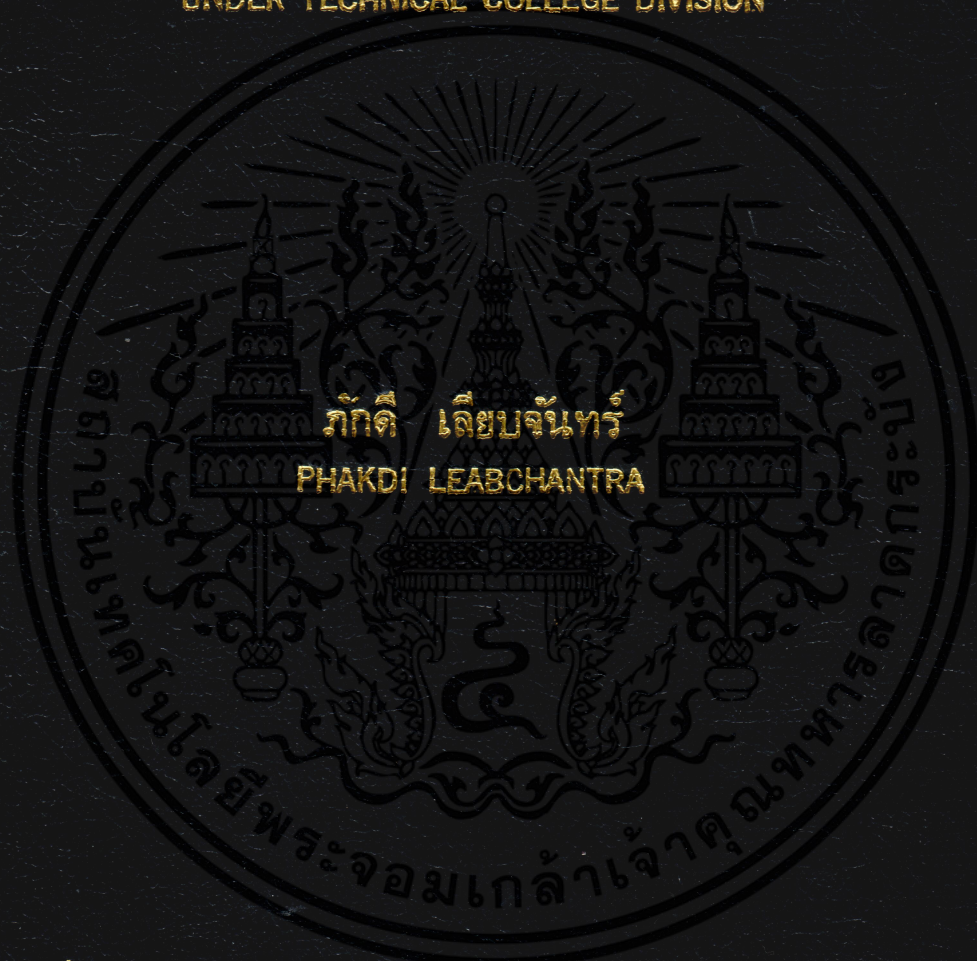 UNDER TECHNICAL COLLEGE DIVISION
ภักดี เลียบจันทร์
PHAKDI LEABCHANTRA
สถาบันเทคโนโลยีพระจอมเกล้าเจ้าคุณทหารลาดกระบัง
๔